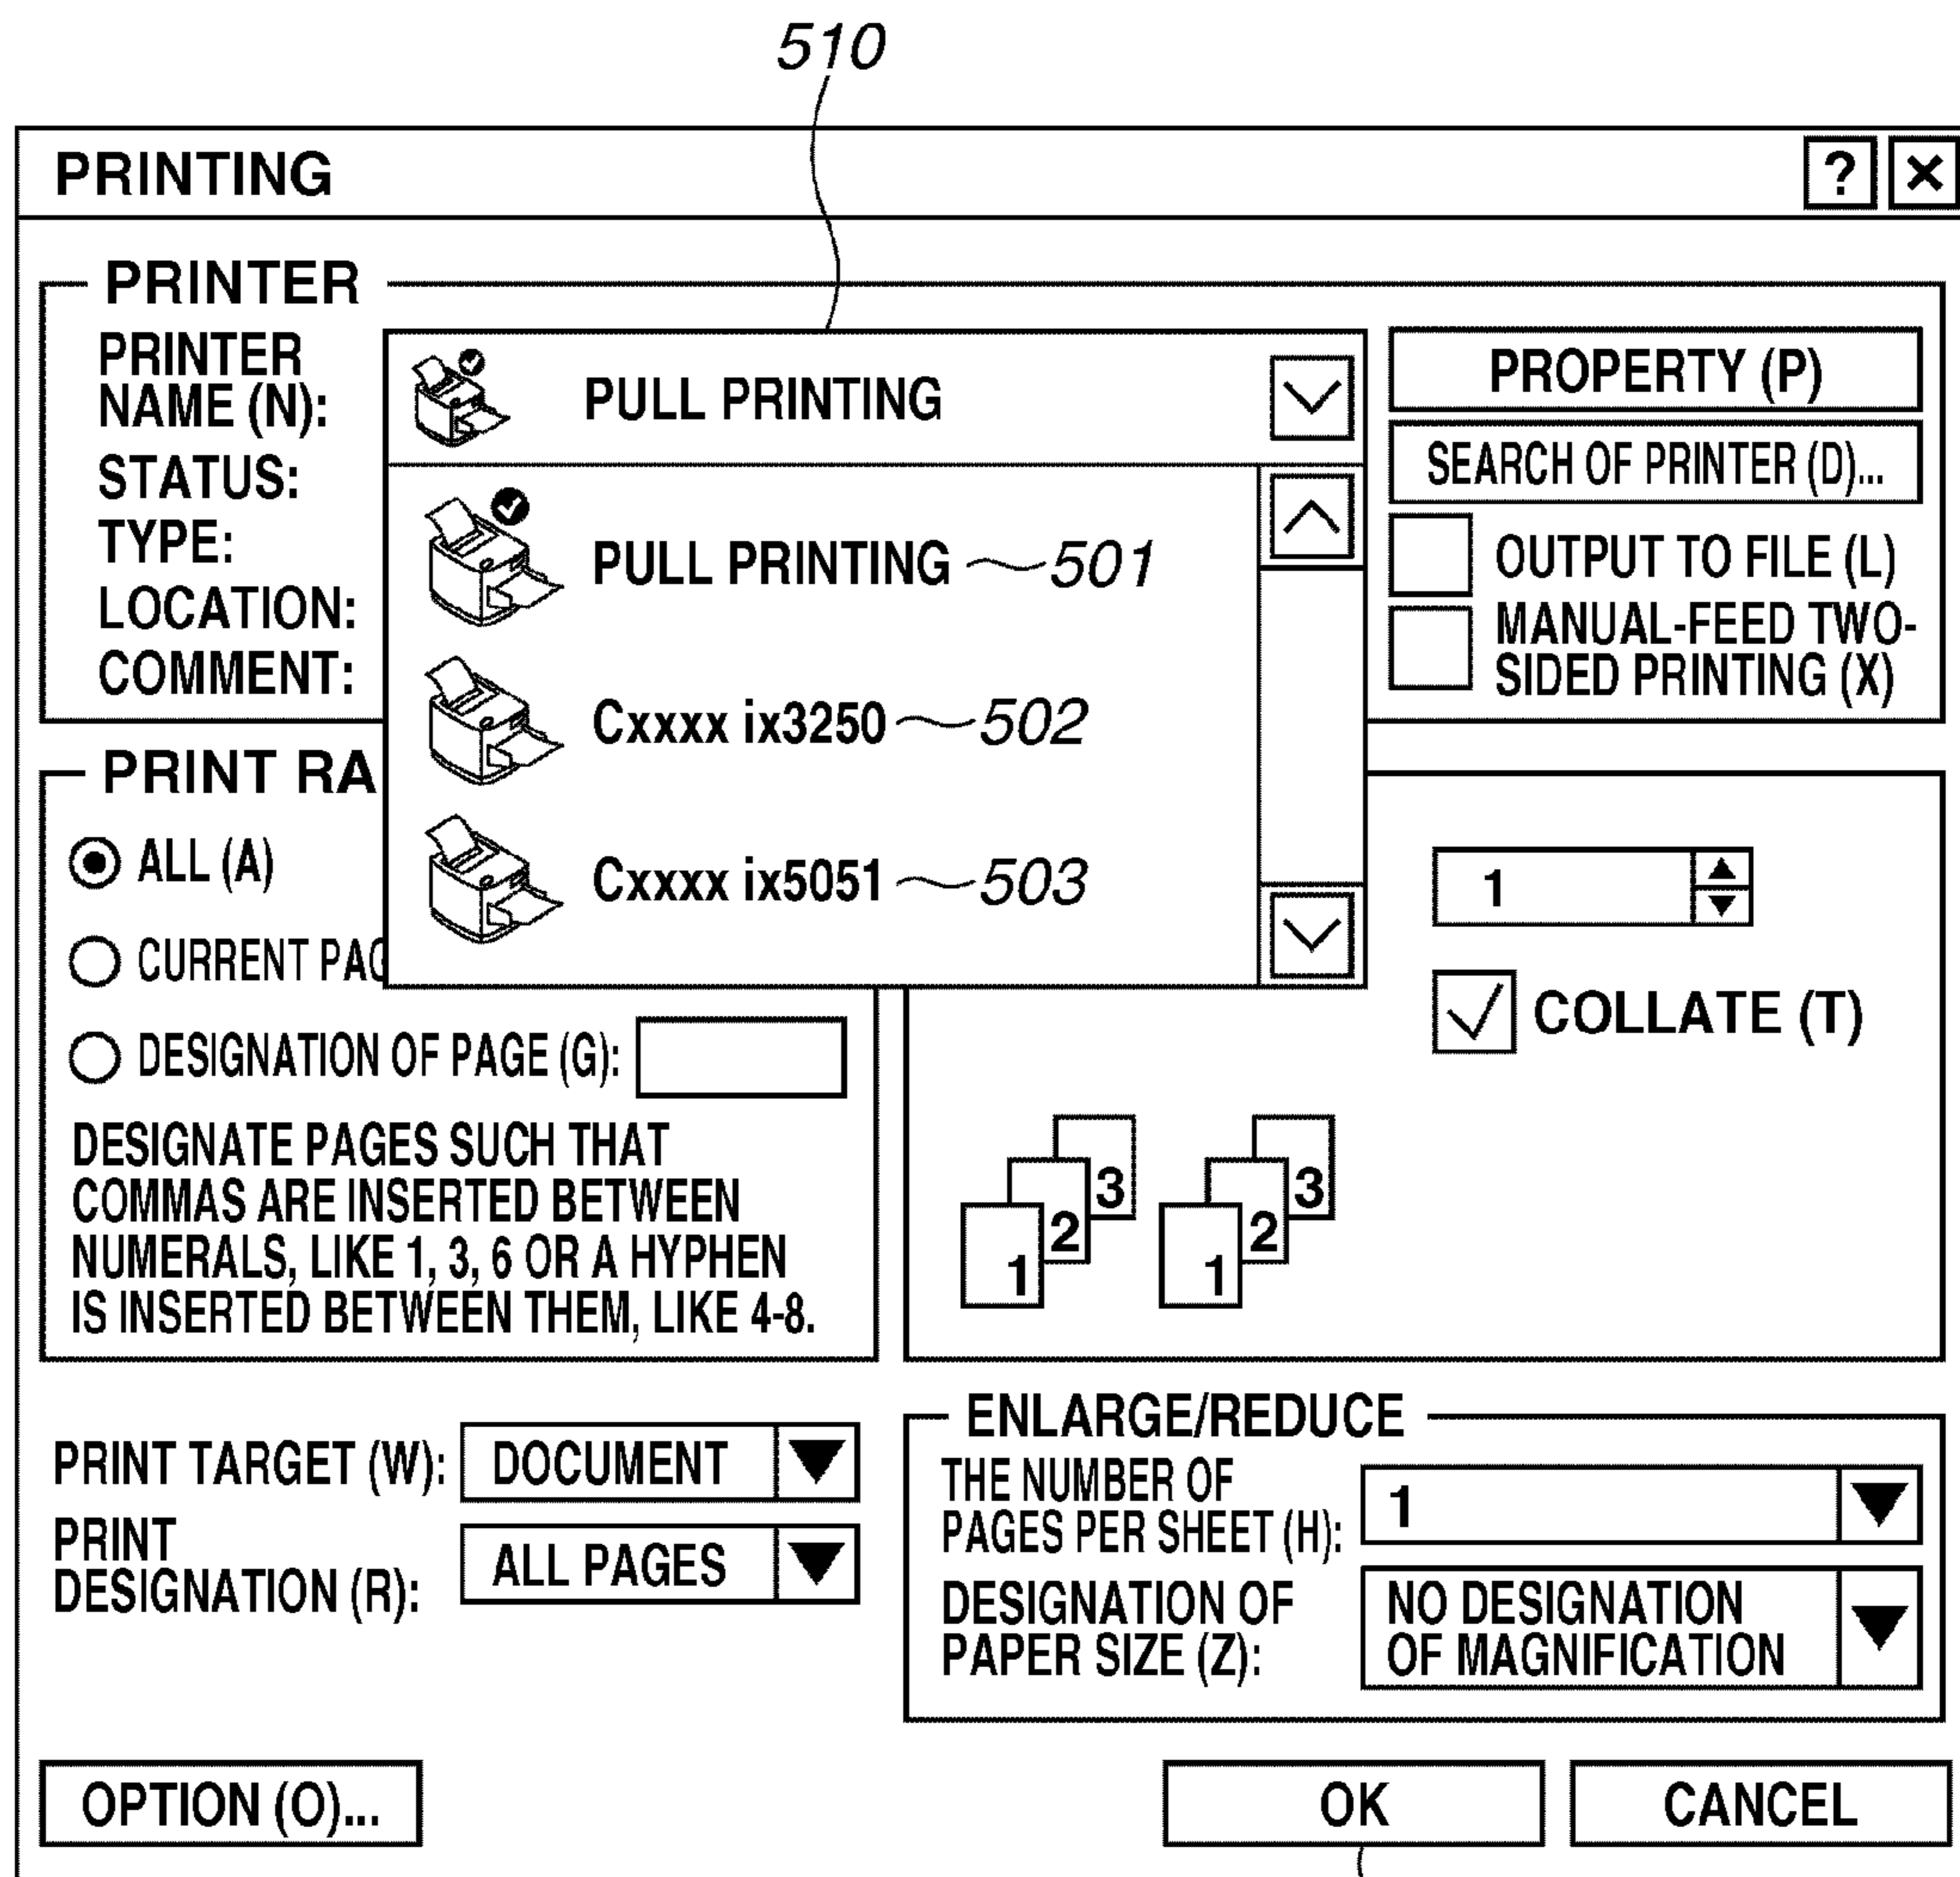 510
PRINTING ? ×
PRINTER
PRINTER
NAME (N):
STATUS:
TYPE:
LOCATION:
COMMENT:
PULL PRINTING
PULL PRINTING 501
Cxxxx ix3250 502
Cxxxx ix5051 503
PROPERTY (P)
SEARCH OF PRINTER (D)...
OUTPUT TO FILE (L)
MANUAL-FEED TWO-
SIDED PRINTING (X)
PRINT RA
ALL (A)
CURRENT PAG
DESIGNATION OF PAGE (G):
DESIGNATE PAGES SUCH THAT
COMMAS ARE INSERTED BETWEEN
NUMERALS, LIKE 1, 3, 6 OR A HYPHEN
IS INSERTED BETWEEN THEM, LIKE 4-8.
1
COLLATE (T)
1 2 3 1 2 3
PRINT TARGET (W): DOCUMENT
PRINT
DESIGNATION (R): ALL PAGES
ENLARGE/REDUCE
THE NUMBER OF
PAGES PER SHEET (H): 1
DESIGNATION OF
PAPER SIZE (Z):
NO DESIGNATION
OF MAGNIFICATION
OPTION (O)... OK CANCEL